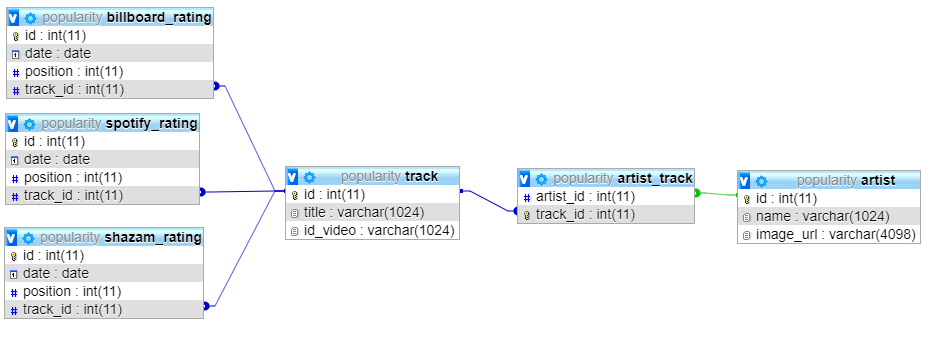 popularity billboard_rating
id : int(11)
date : date
position : int(11)
track_id : int(11)
popularity spotify_rating
id : int(11)
date : date
position : int(11)
track_id : int(11)
popularity shazam_rating
id : int(11)
date : date
position : int(11)
track_id : int(11)
popularity track
id : int(11)
title : varchar(1024)
id_video : varchar(1024)
popularity artist_track
artist_id : int(11)
track_id : int(11)
popularity artist
id : int(11)
name : varchar(1024)
image_url : varchar(4098)